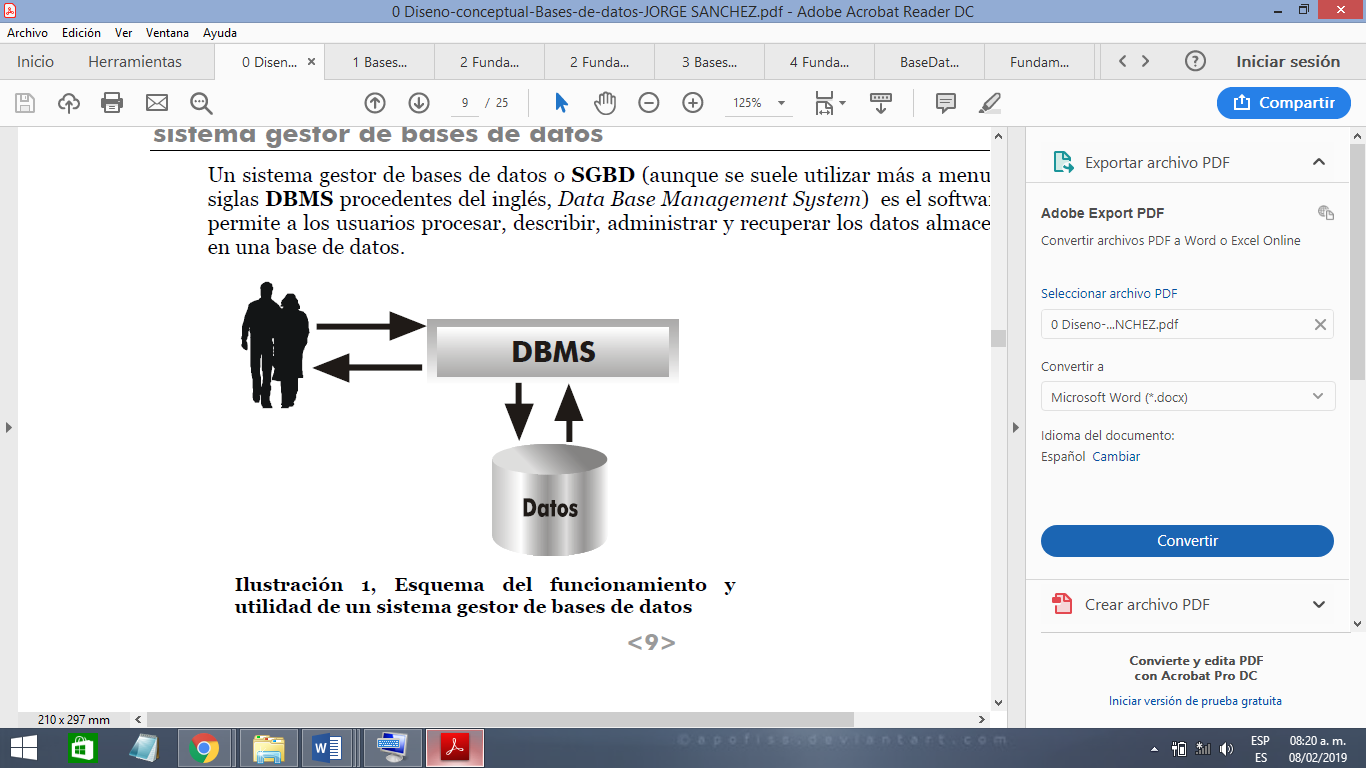 0 Diseno-conceptual-Bases-de-datos-JORGE SANCHEZ.pdf - Adobe Acrobat Reader DC
Archivo Edición Ver Ventana Ayuda
Inicio Herramientas 0 Disen... 1 Bases... 2 Funda... 2 Funda... 3 Bases... 4 Funda... BaseDat... Fundam... Iniciar sesión
9 / 25 125% Compartir
sistema gestor de bases de datos
Un sistema gestor de bases de datos o SGBD (aunque se suele utilizar más a menu
siglas DBMS procedentes del inglés, Data Base Management System) es el softwa
permite a los usuarios procesar, describir, administrar y recuperar los datos almace
en una base de datos.
DBMS
Datos
Ilustración 1, Esquema del funcionamiento y
utilidad de un sistema gestor de bases de datos
<9>
210 x 297 mm
Exportar archivo PDF
Adobe Export PDF
Convertir archivos PDF a Word o Excel Online
Seleccionar archivo PDF
0 Diseno-...NCHEZ.pdf
Convertir a
Microsoft Word (*.docx)
Idioma del documento:
Español Cambiar
Convertir
Crear archivo PDF
Convierte y edita PDF
con Acrobat Pro DC
Iniciar versión de prueba gratuita
© apofiss.deviantart.com
ESP 08:20 a. m.
ES 08/02/2019